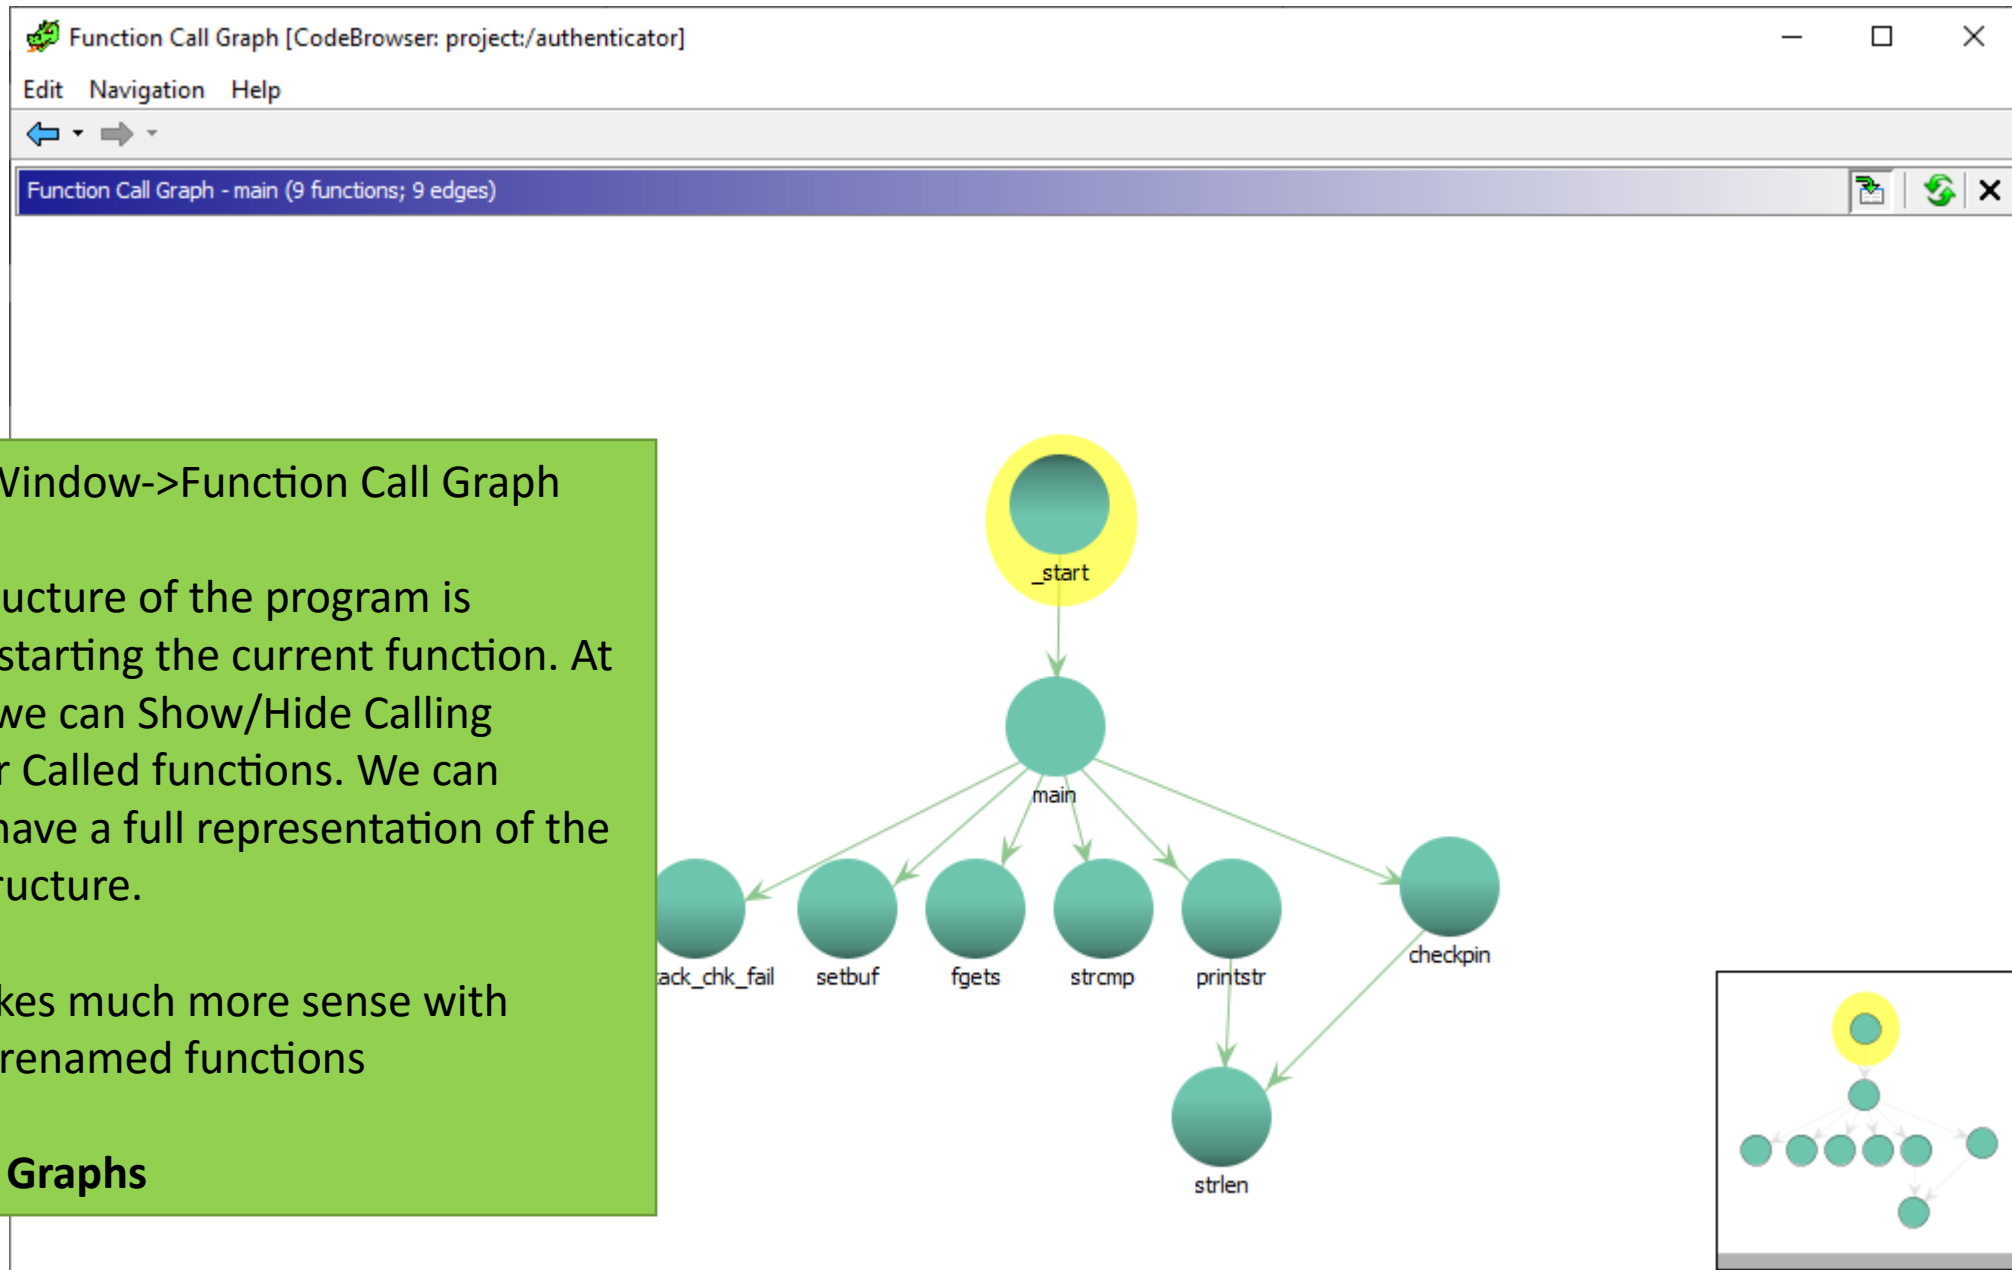 Function Call Graph [CodeBrowser: project:/authenticator]
Edit Navigation Help
Function Call Graph - main (9 functions; 9 edges)
Window->Function Call Graph
ucture of the program is
starting the current function. At
we can Show/Hide Calling
r Called functions. We can
have a full representation of the
ructure.
kes much more sense with
renamed functions
Graphs
_start
main
tack_chk_fail
setbuf
fgets
strcmp
printstr
checkpin
strlen